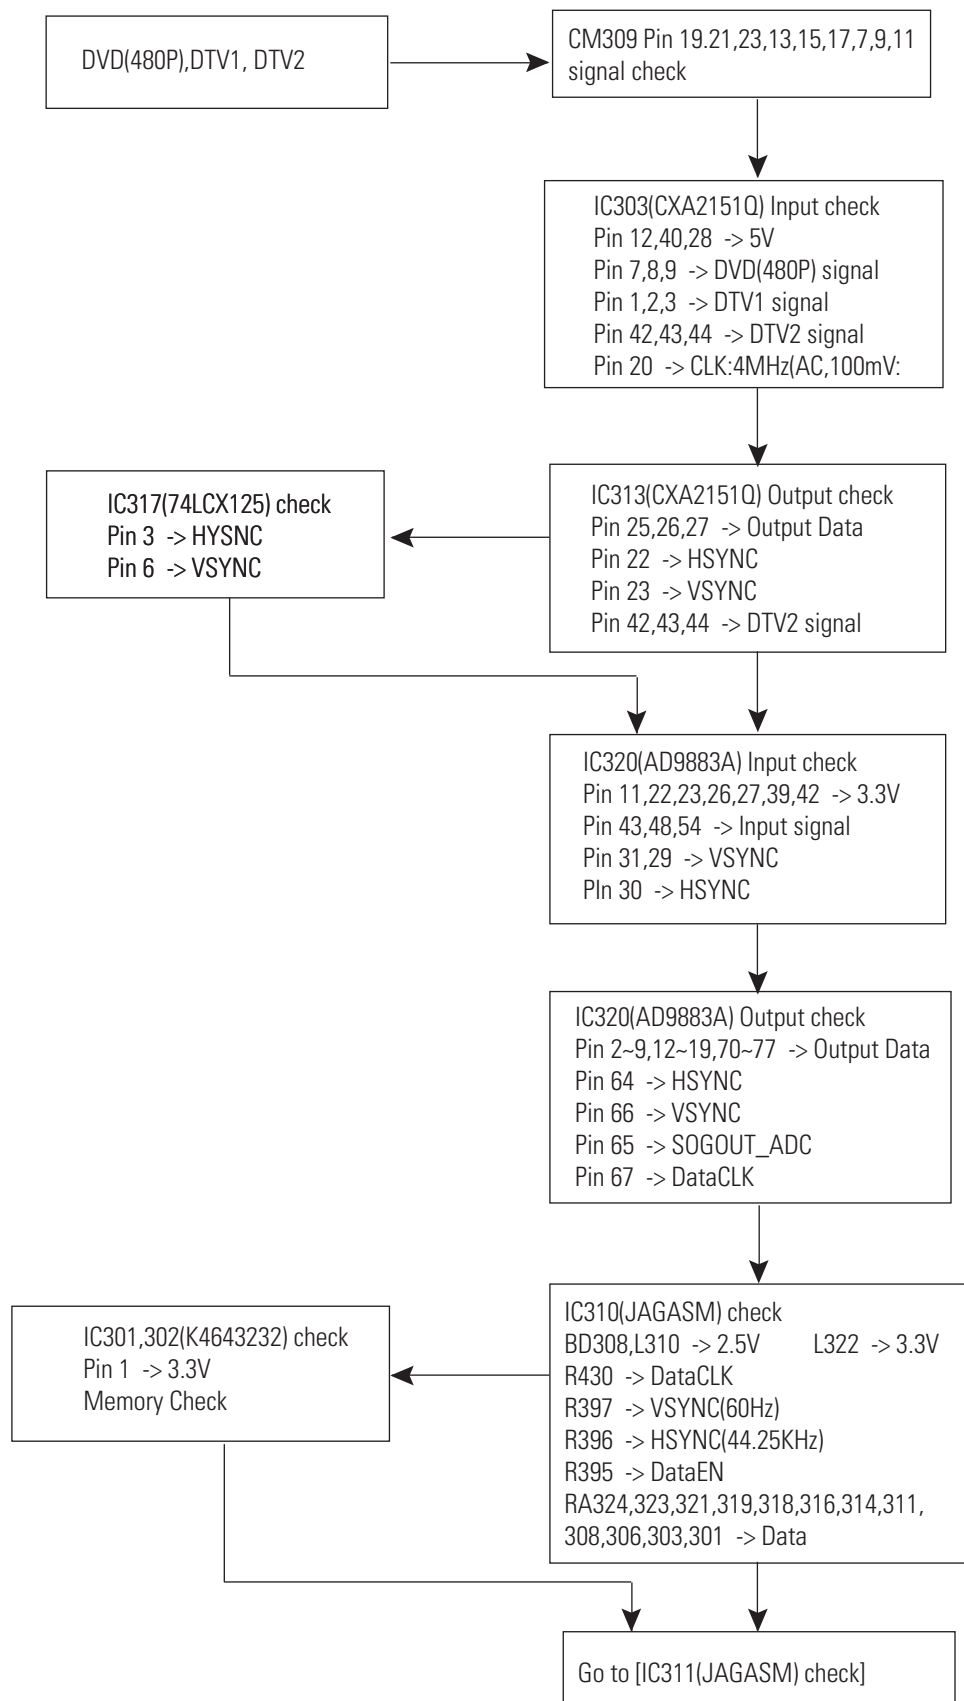 DVD(480P),DTV1, DTV2
CM309 Pin 19.21,23,13,15,17,7,9,11
signal check
IC303(CXA2151Q) Input check
Pin 12,40,28 -> 5V
Pin 7,8,9 -> DVD(480P) signal
Pin 1,2,3 -> DTV1 signal
Pin 42,43,44 -> DTV2 signal
Pin 20 -> CLK:4MHz(AC,100mV:
IC317(74LCX125) check
Pin 3 -> HYSNC
Pin 6 -> VSYNC
IC313(CXA2151Q) Output check
Pin 25,26,27 -> Output Data
Pin 22 -> HSYNC
Pin 23 -> VSYNC
Pin 42,43,44 -> DTV2 signal
IC320(AD9883A) Input check
Pin 11,22,23,26,27,39,42 -> 3.3V
Pin 43,48,54 -> Input signal
Pin 31,29 -> VSYNC
PIn 30 -> HSYNC
IC320(AD9883A) Output check
Pin 2~9,12~19,70~77 -> Output Data
Pin 64 -> HSYNC
Pin 66 -> VSYNC
Pin 65 -> SOGOUT_ADC
Pin 67 -> DataCLK
IC301,302(K4643232) check
Pin 1 -> 3.3V
Memory Check
IC310(JAGASM) check
BD308,L310 -> 2.5V L322 -> 3.3V
R430 -> DataCLK
R397 -> VSYNC(60Hz)
R396 -> HSYNC(44.25KHz)
R395 -> DataEN
RA324,323,321,319,318,316,314,311,
308,306,303,301 -> Data
Go to [IC311(JAGASM) check]